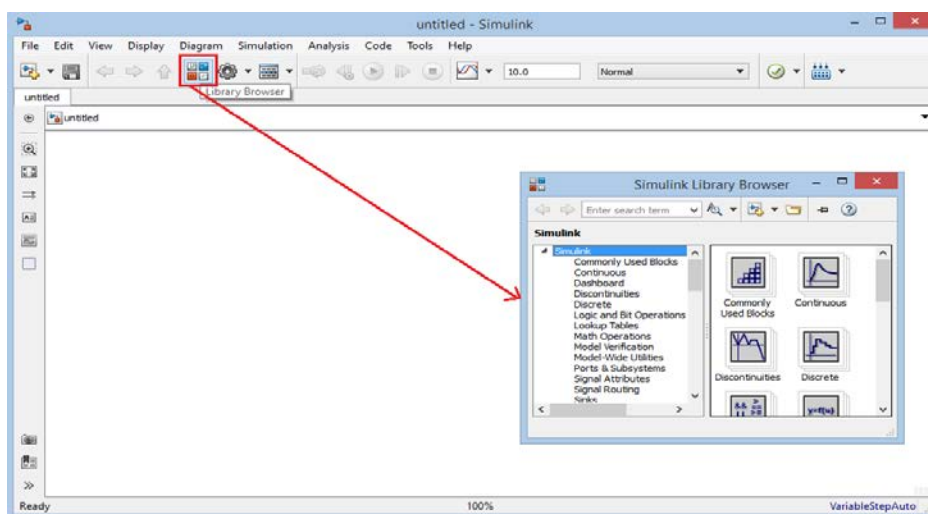 untitled - Simulink
File Edit View Display Diagram Simulation Analysis Code Tools Help
10.0 Normal
Library Browser
untitled
untitled
Simulink Library Browser
Enter search term
Simulink
Simulink
Commonly Used Blocks
Continuous
Dashboard
Discontinuities
Discrete
Logic and Bit Operations
Lookup Tables
Math Operations
Model Verification
Model-Wide Utilities
Ports & Subsystems
Signal Attributes
Signal Routing
Sinks
Commonly Used Blocks
Continuous
Discontinuities
Discrete
y=f(u)
Ready 100% VariableStepAuto